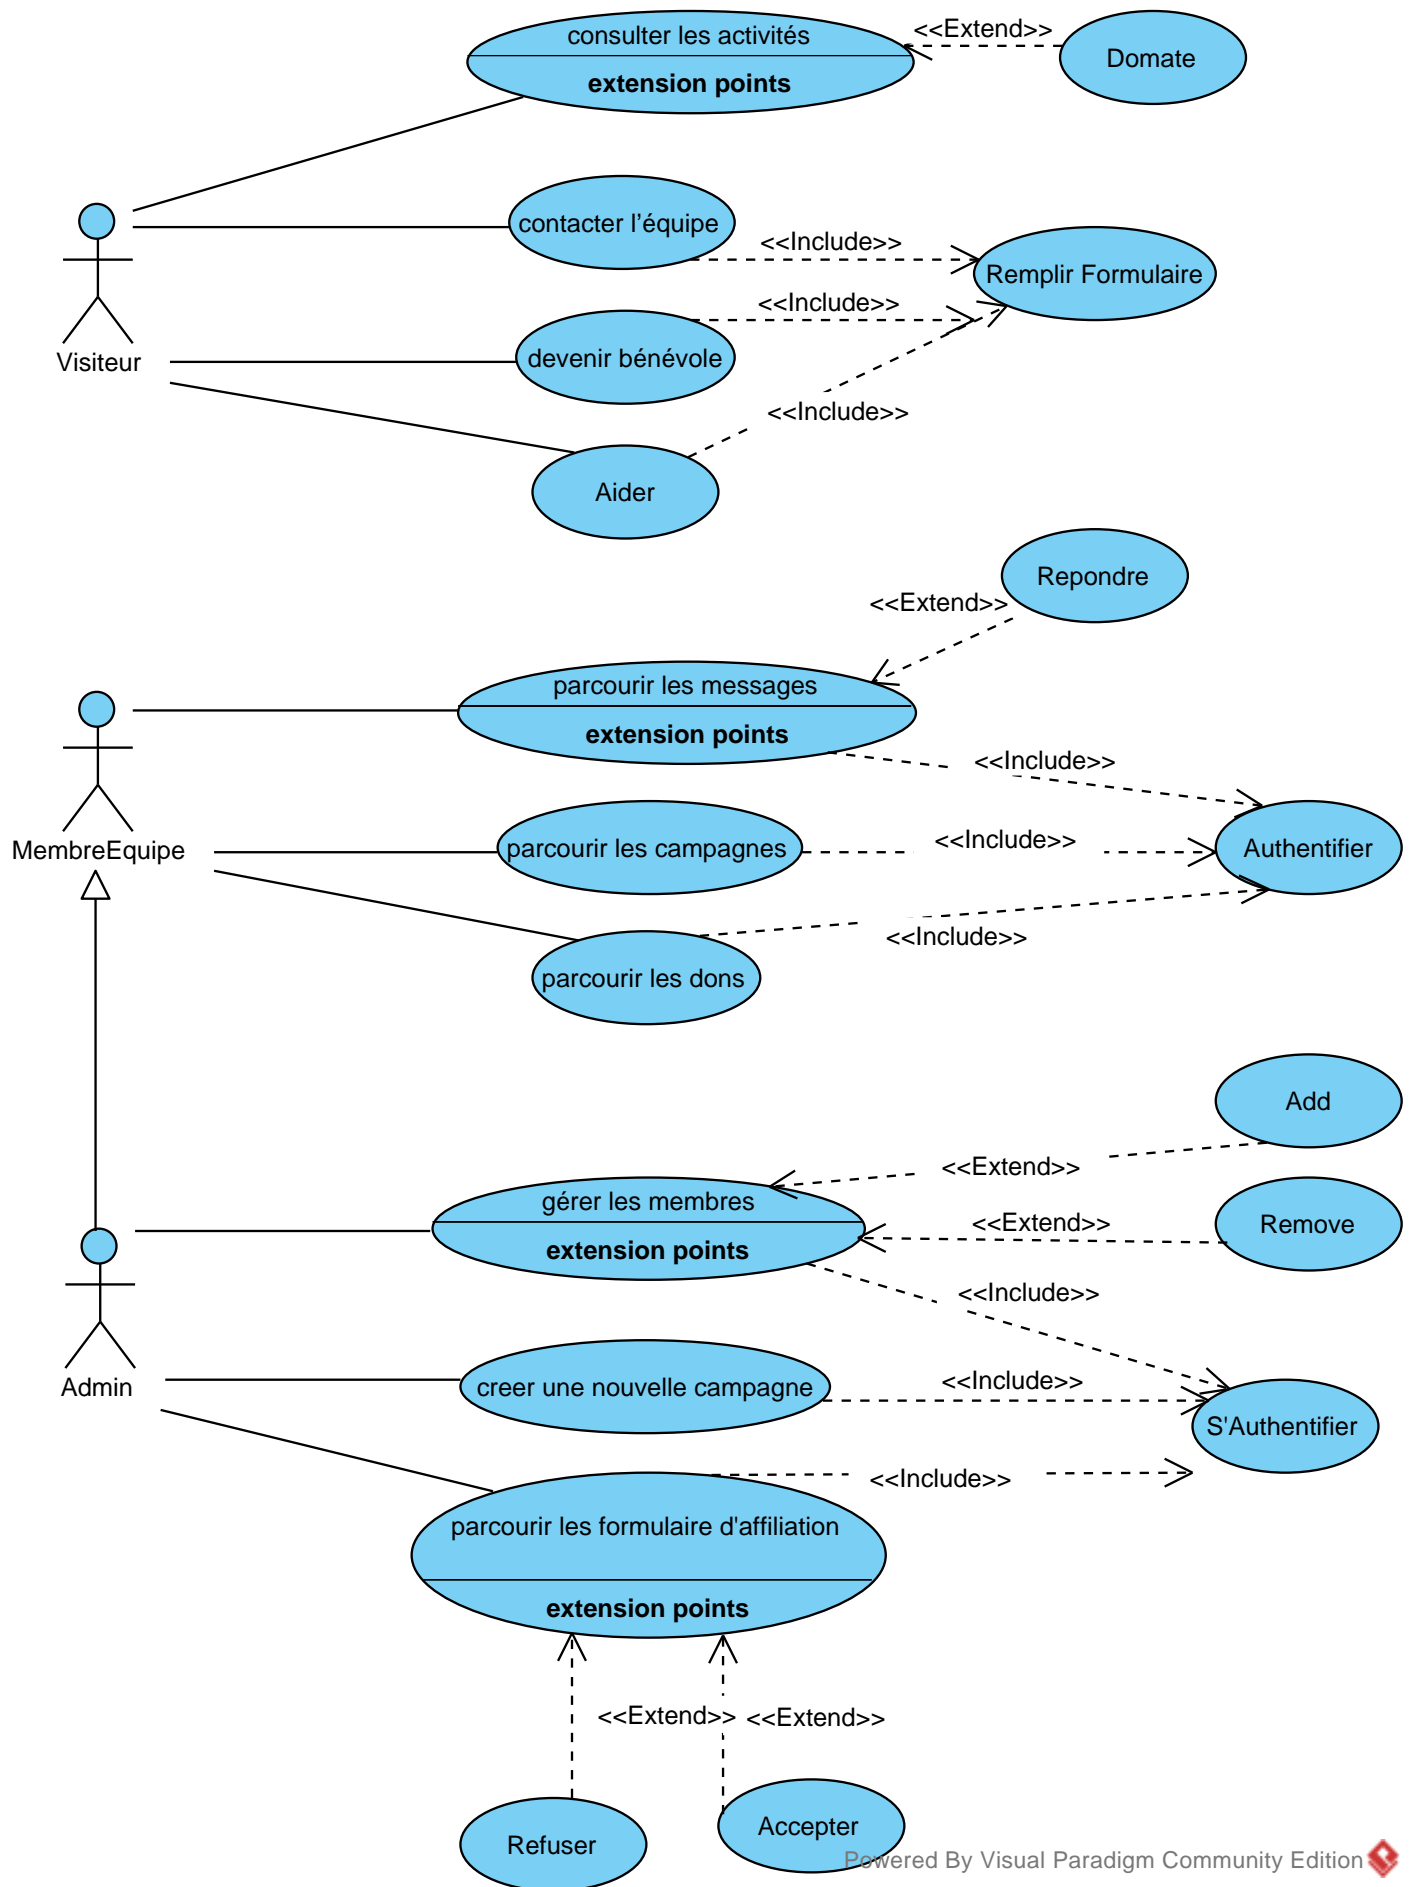 consulter les activités
extension points
<<Extend>>
Domate
contacter l'équipe
<<Include>>
Remplir Formulaire
<<Include>>
Visiteur
devenir bénévole
<<Include>>
Aider
Repondre
<<Extend>>
parcourir les messages
extension points
<<Include>>
MembreEquipe
parcourir les campagnes
<<Include>>
Authentifier
<<Include>>
parcourir les dons
Add
<<Extend>>
gérer les membres
extension points
<<Extend>>
Remove
<<Include>>
Admin
creer une nouvelle campagne
<<Include>>
S'Authentifier
<<Include>>
parcourir les formulaire d'affiliation
extension points
<<Extend>>
<<Extend>>
Refuser
Accepter
Powered By Visual Paradigm Community Edition